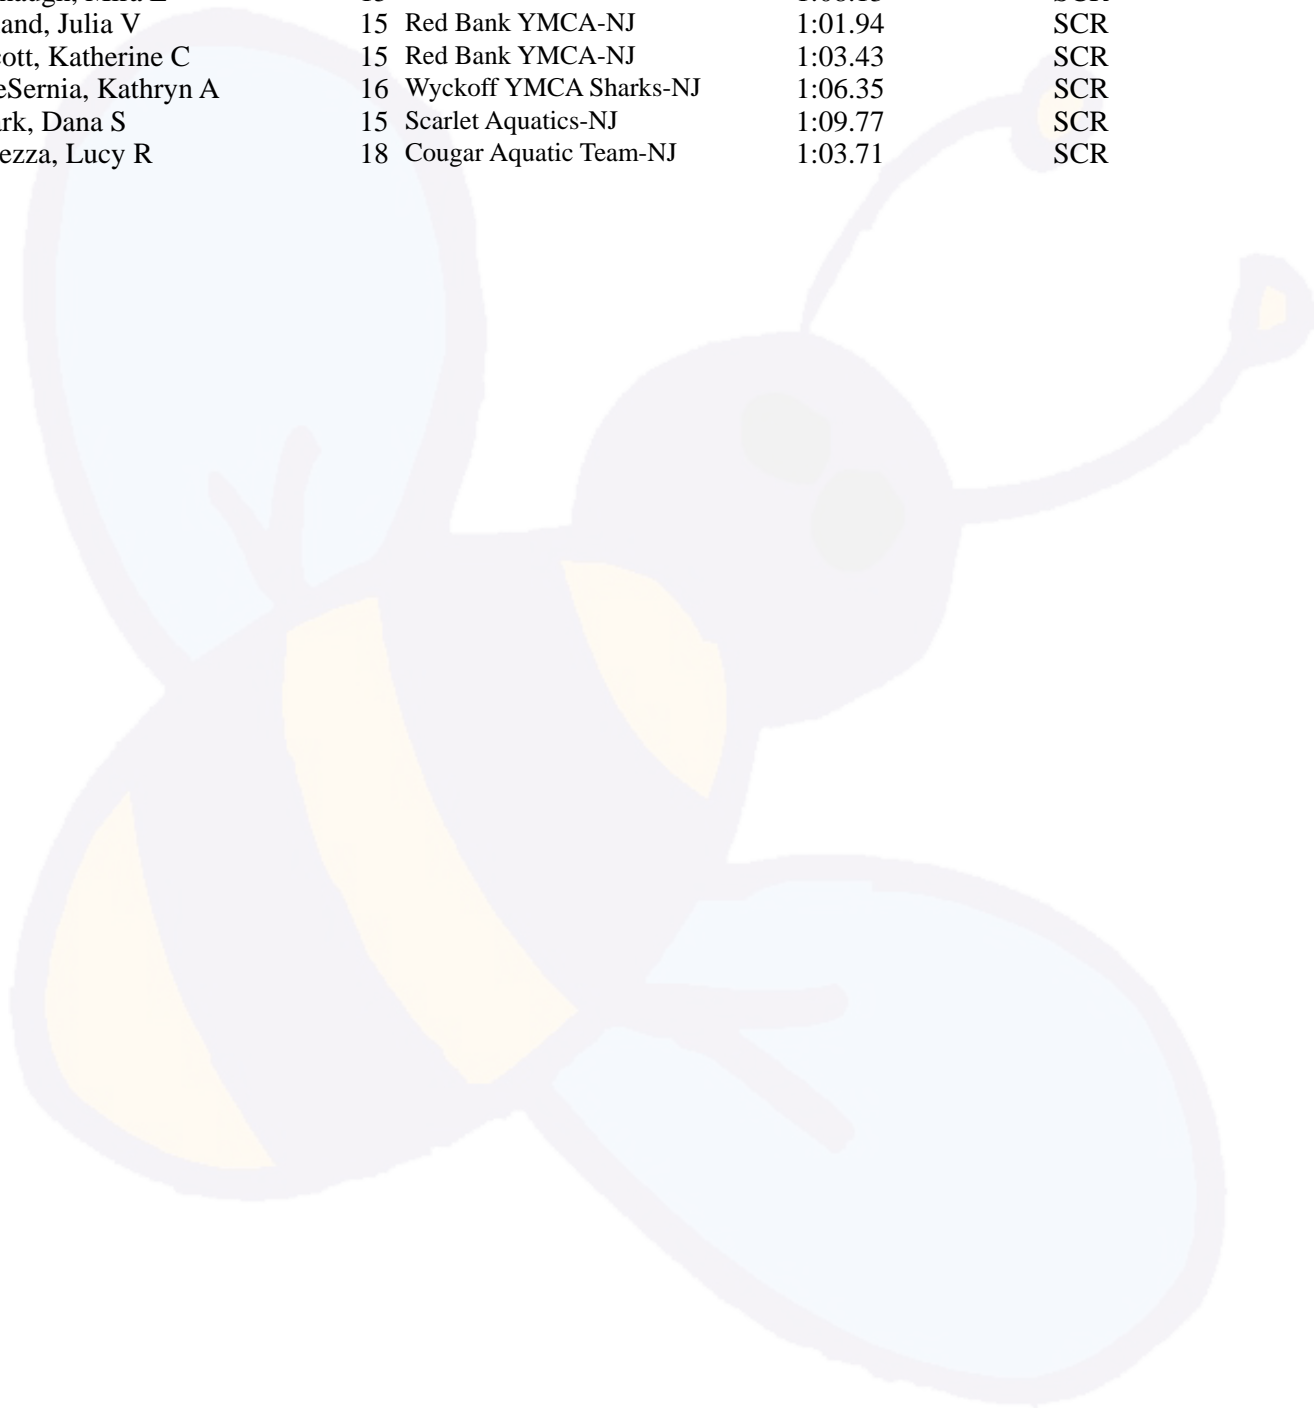 and, Julia V 15 Red Bank YMCA-NJ 1:01.94 SCR
ott, Katherine C 15 Red Bank YMCA-NJ 1:03.43 SCR
eSernia, Kathryn A 16 Wyckoff YMCA Sharks-NJ 1:06.35 SCR
rk, Dana S 15 Scarlet Aquatics-NJ 1:09.77 SCR
ezza, Lucy R 18 Cougar Aquatic Team-NJ 1:03.71 SCR